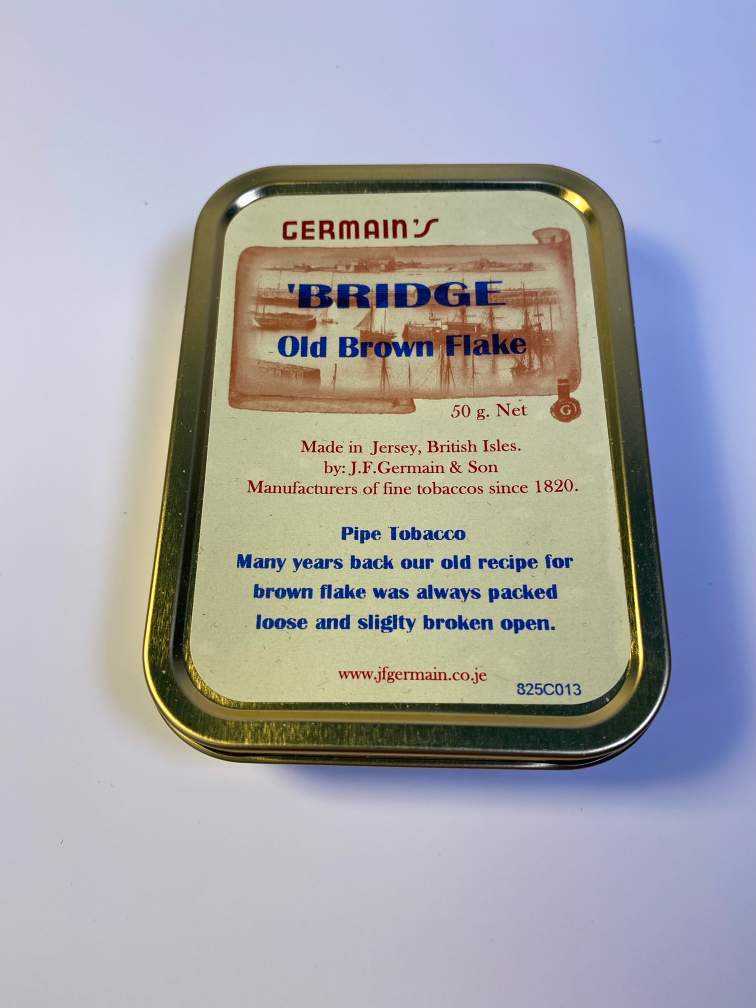 GERMAIN'S
'BRIDGE
Old Brown Flake
50 g. Net
G
Made in Jersey, British Isles.
by: J.F.Germain & Son
Manufacturers of fine tobaccos since 1820.
Pipe Tobacco
Many years back our old recipe for
brown flake was always packed
loose and sliglty broken open.
www.jfgermain.co.je
825C013